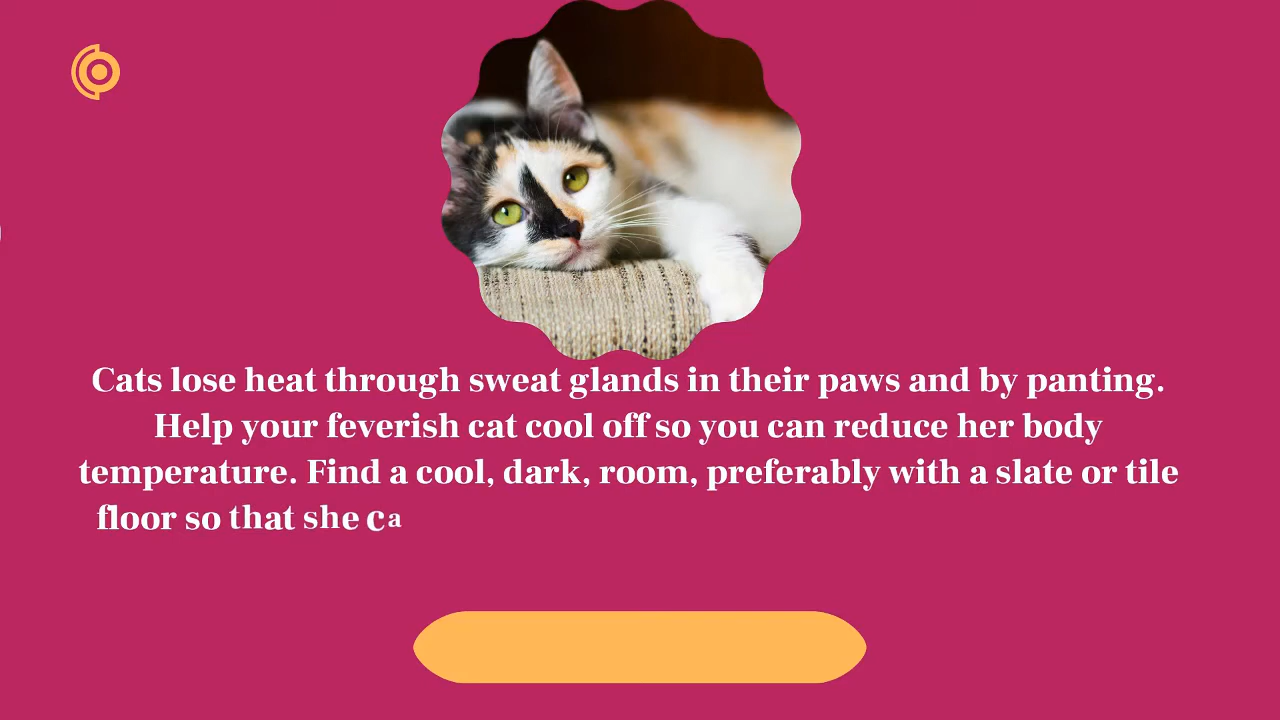 Cats lose heat through sweat glands in their paws and by panting.
Help your feverish cat cool off so you can reduce her body
temperature. Find a cool, dark, room, preferably with a slate or tile
floor so that she ca